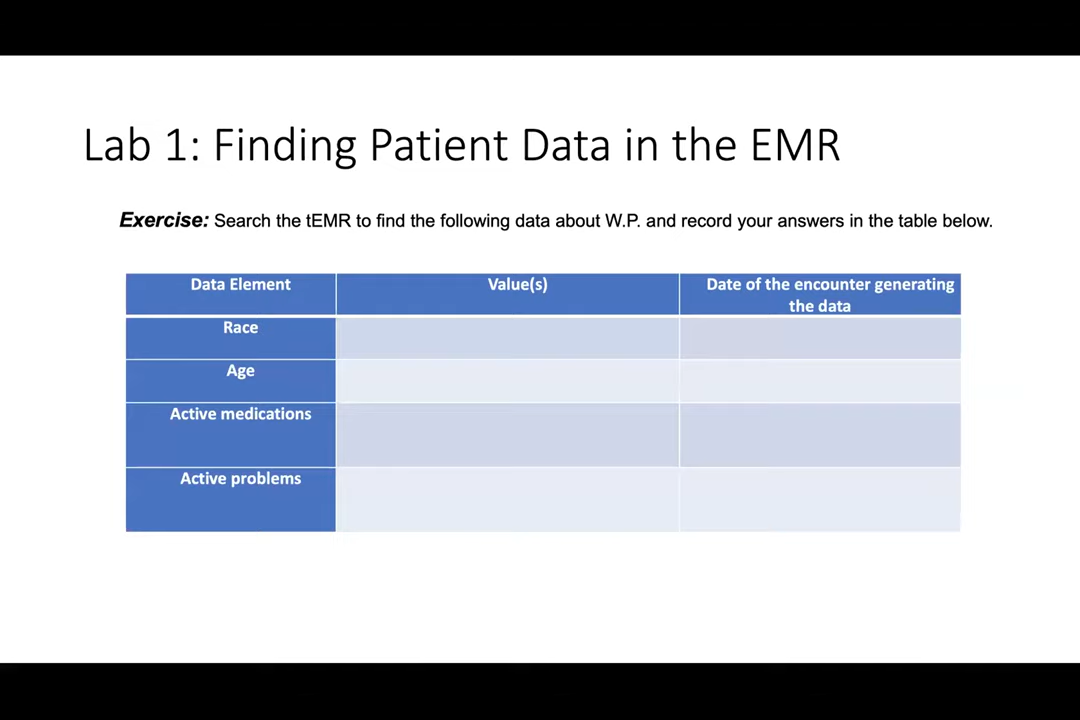 Lab 1: Finding Patient Data in the EMR
Exercise: Search the tEMR to find the following data about W.P. and record your answers in the table below.
Data Element
Value(s)
Date of the encounter generating
the data
Race
Age
Active medications
Active problems